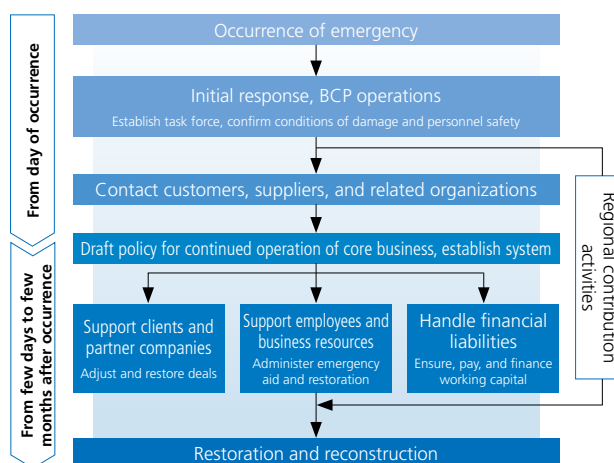 From day of occurrence
From few days to few
months after occurrence
Occurrence of emergency
Initial response, BCP operations
Establish task force, confirm conditions of damage and personnel safety
Contact customers, suppliers, and related organizations
Draft policy for continued operation of core business, establish system
Support clients and
partner companies
Adjust and restore deals
Support employees and
business resources
Administer emergency
aid and restoration
Handle financial
liabilities
Ensure, pay, and finance
working capital
Regional contribution
activities
Restoration and reconstruction